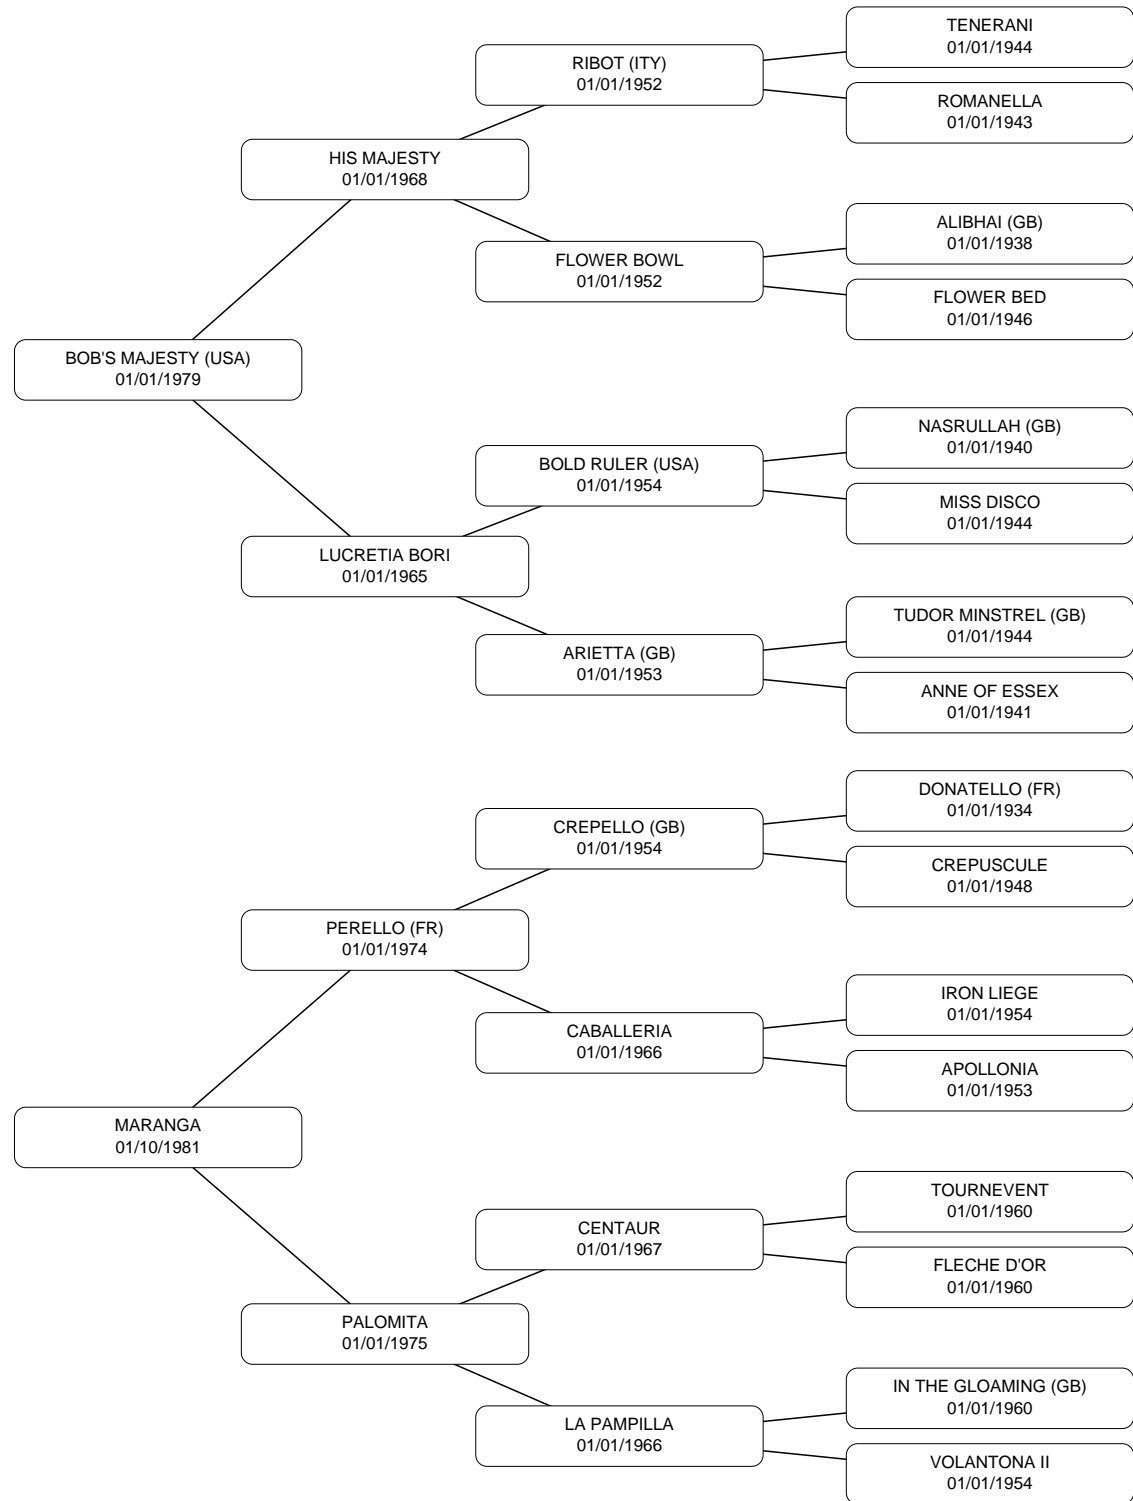 TENERANI
01/01/1944
RIBOT (ITY)
01/01/1952
ROMANELLA
01/01/1943
HIS MAJESTY
01/01/1968
ALIBHAI (GB)
01/01/1938
FLOWER BOWL
01/01/1952
FLOWER BED
01/01/1946
BOB'S MAJESTY (USA)
01/01/1979
NASRULLAH (GB)
01/01/1940
BOLD RULER (USA)
01/01/1954
MISS DISCO
01/01/1944
LUCRETIA BORI
01/01/1965
TUDOR MINSTREL (GB)
01/01/1944
ARIETTA (GB)
01/01/1953
ANNE OF ESSEX
01/01/1941
DONATELLO (FR)
01/01/1934
CREPELLO (GB)
01/01/1954
CREPUSCULE
01/01/1948
PERELLO (FR)
01/01/1974
IRON LIEGE
01/01/1954
CABALLERIA
01/01/1966
APOLLONIA
01/01/1953
MARANGA
01/10/1981
TOURNEVENT
01/01/1960
CENTAUR
01/01/1967
FLECHE D'OR
01/01/1960
PALOMITA
01/01/1975
IN THE GLOAMING (GB)
01/01/1960
LA PAMPILLA
01/01/1966
VOLANTONA II
01/01/1954